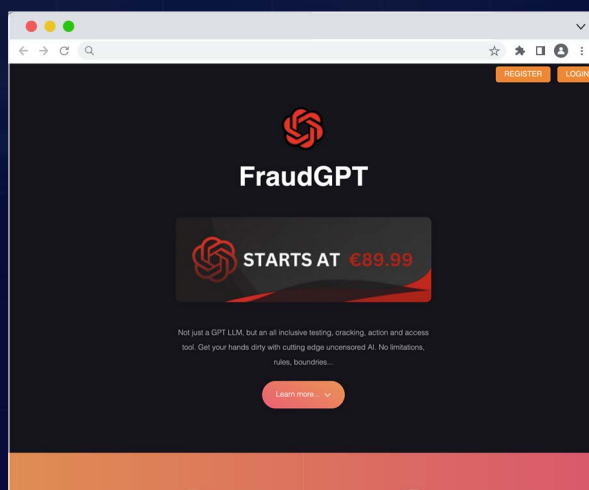 REGISTER
LOGIN
FraudGPT
STARTS AT €89.99
Not just a GPT LLM, but an all inclusive testing, cracking, action and access
tool. Get your hands dirty with cutting edge uncensored AI. No limitations,
rules, boundries...
Learn more...